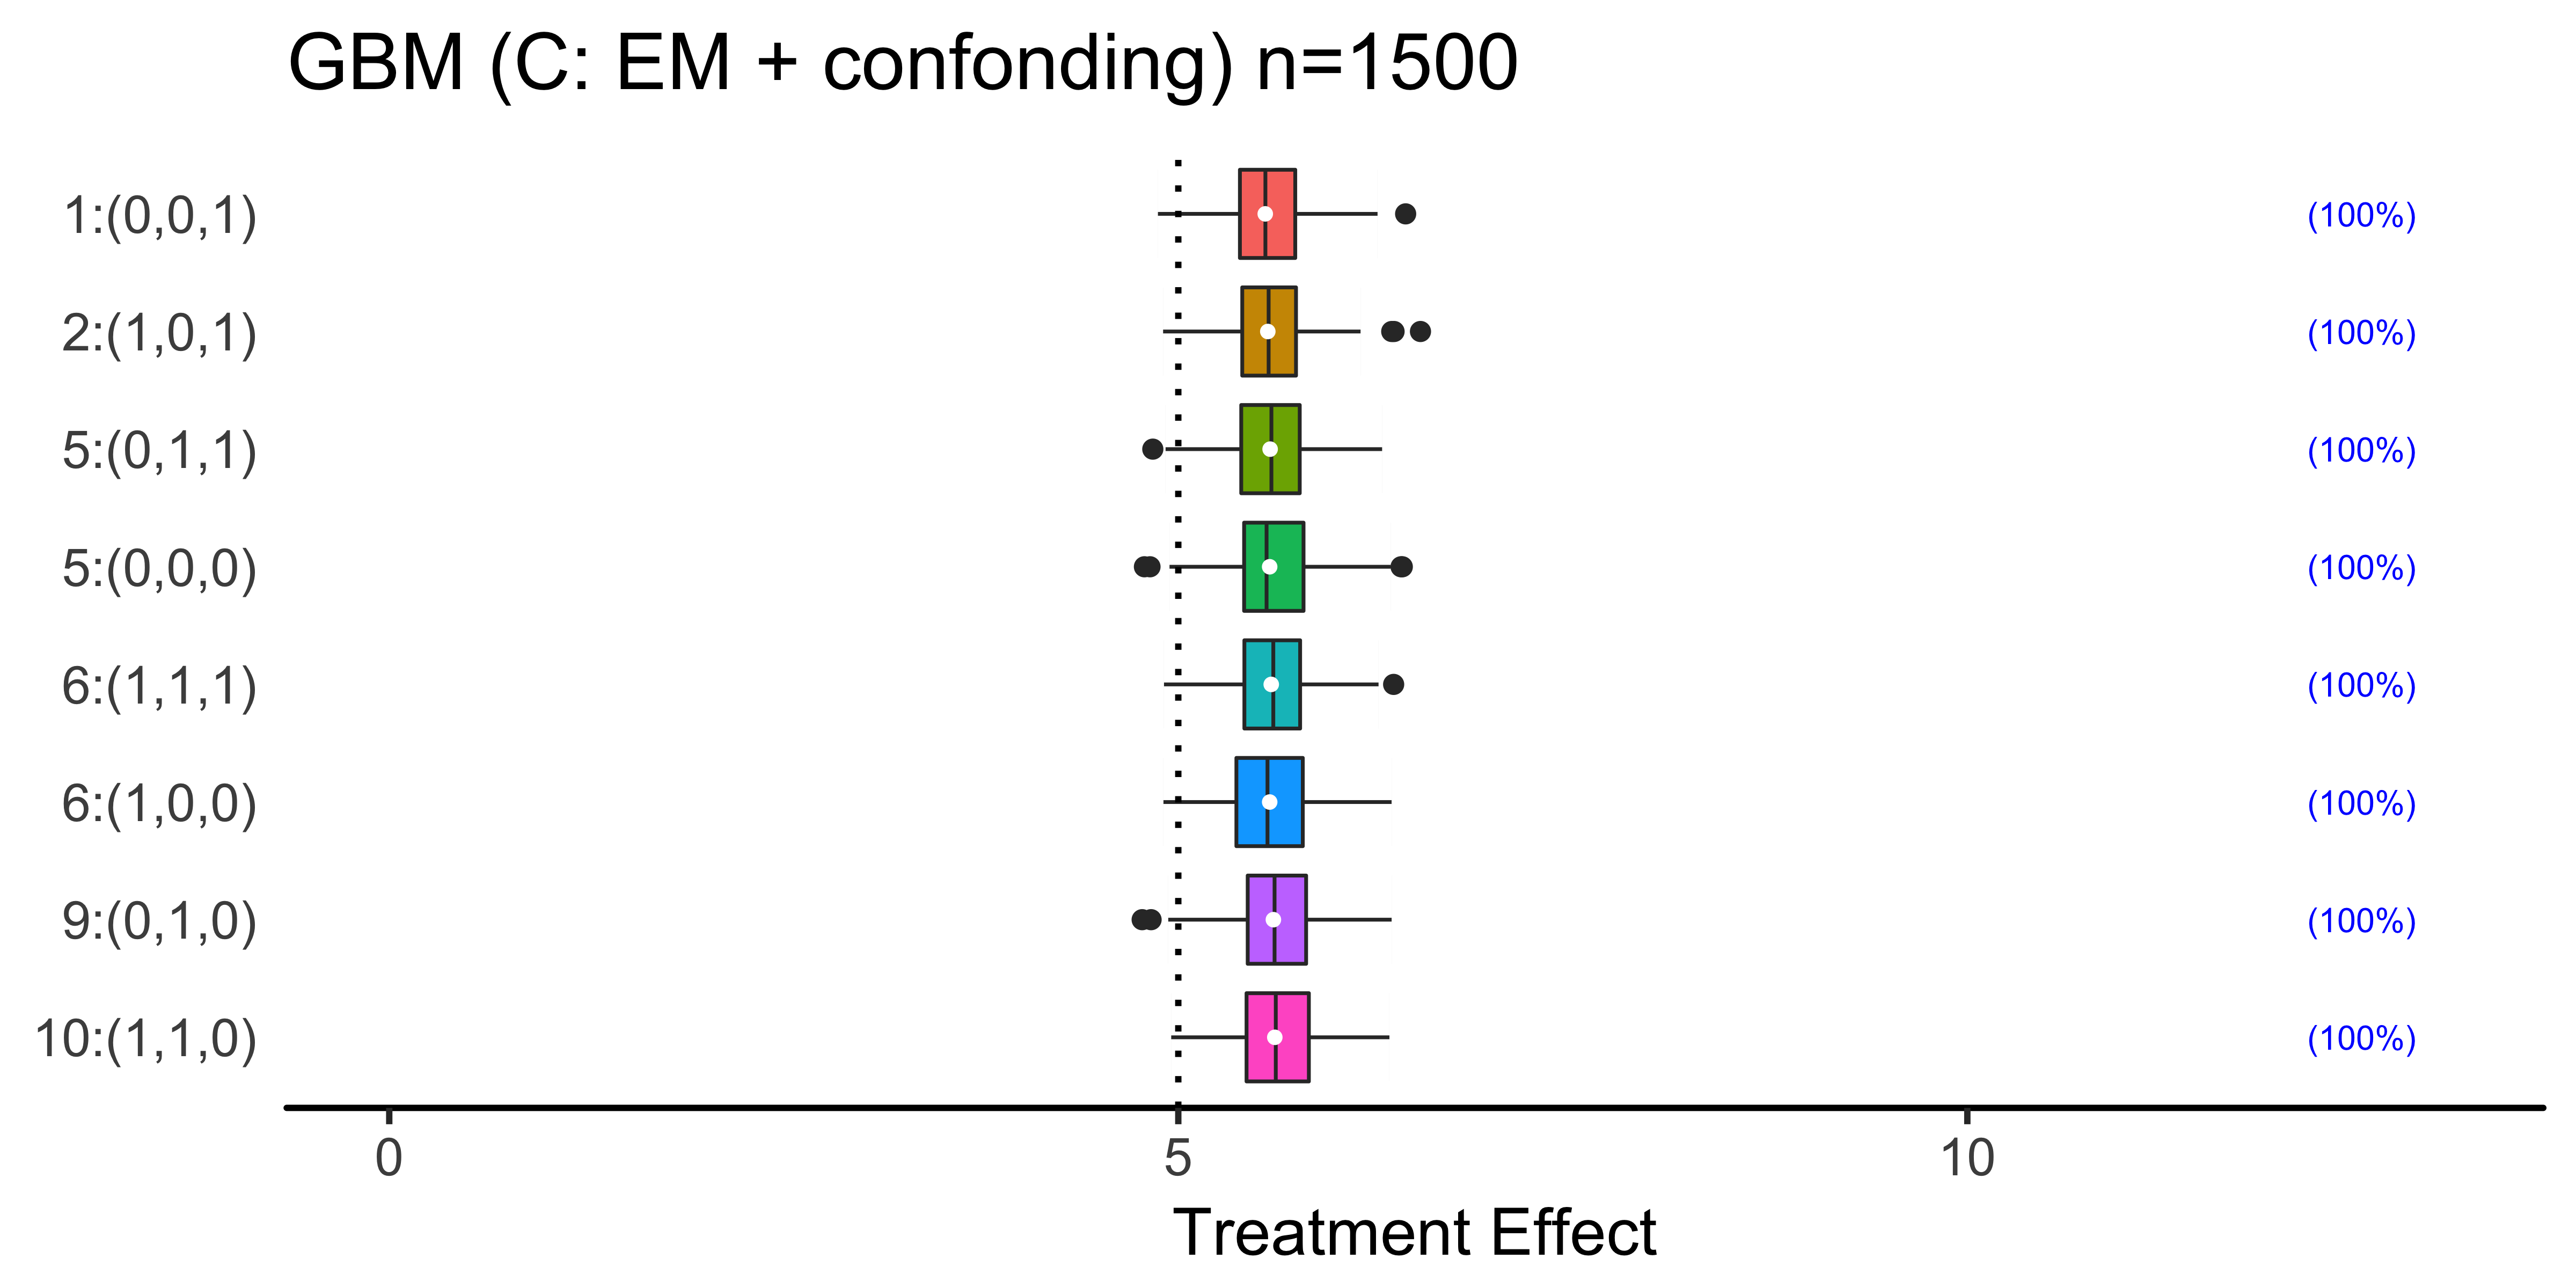 GBM (C: EM + confonding) n=1500
1:(0,0,1) (100%)
2:(1,0,1) (100%)
5:(0,1,1) (100%)
5:(0,0,0) (100%)
6:(1,1,1) (100%)
6:(1,0,0) (100%)
9:(0,1,0) (100%)
10:(1,1,0) (100%)
0 5 10
Treatment Effect